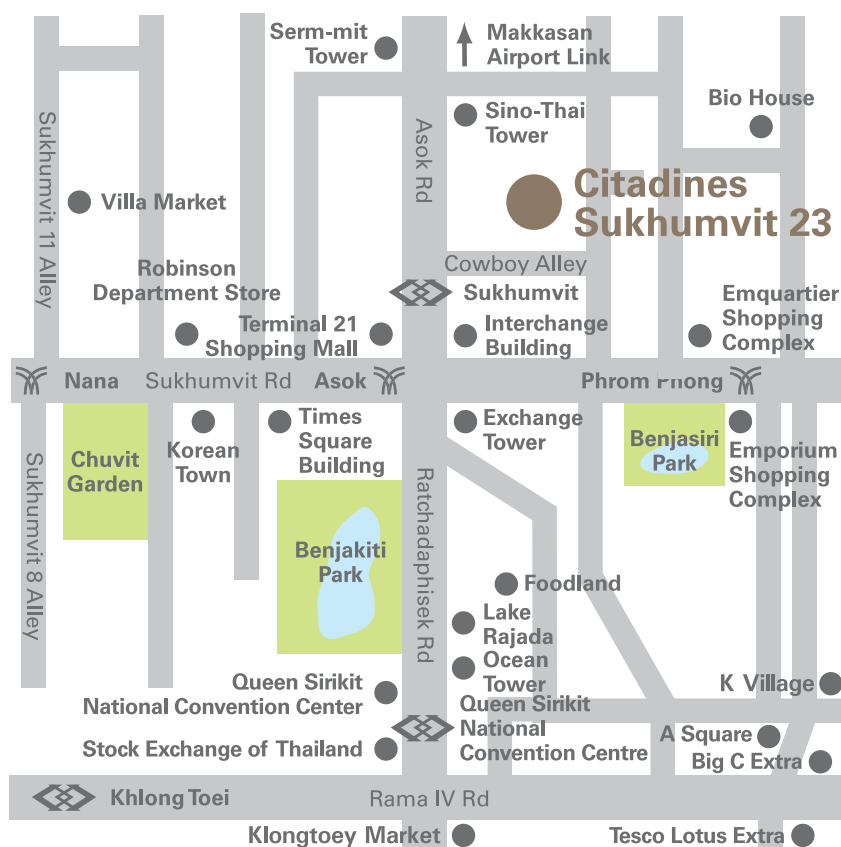 Serm-mit
Tower
Makkasan
Airport Link
Bio House
Sino-Thai
Tower
Asok Rd
Sukhumvit 11 Alley
Citadines
Sukhumvit 23
Villa Market
Cowboy Alley
Robinson
Department Store
Sukhumvit
Emquartier
Shopping
Complex
Terminal 21
Shopping Mall
Interchange
Building
Nana
Sukhumvit Rd
Asok
Phrom Phong
Korean
Town
Times
Square
Building
Exchange
Tower
Benjasiri
Park
Emporium
Shopping
Complex
Chuvit
Garden
Sukhumvit 8 Alley
Ratchadaphisek Rd
Benjakiti
Park
Foodland
Lake
Rajada
Ocean
Tower
Queen Sirikit
National Convention Center
K Village
Queen Sirikit
National
Convention Centre
Stock Exchange of Thailand
A Square
Big C Extra
Khlong Toei
Rama IV Rd
Klongtoey Market
Tesco Lotus Extra